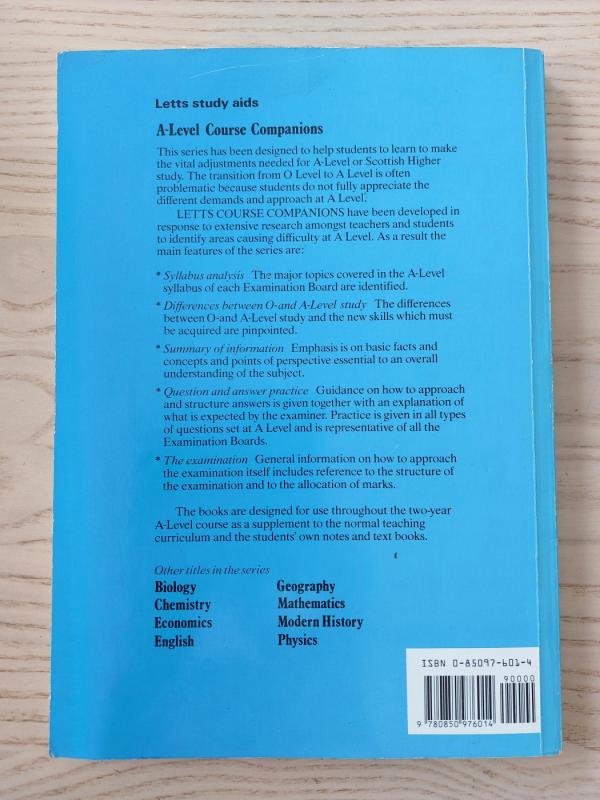 Letts study aids
A-Level Course Companions
This series has been designed to help students to learn to make
the vital adjustments needed for A-Level or Scottish Higher
study. The transition from O Level to A Level is often
problematic because students do not fully appreciate the
different demands and approach at A Level.
LETTS COURSE COMPANIONS have been developed in
response to extensive research amongst teachers and students
to identify areas causing difficulty at A Level. As a result the
main features of the series are:
* Syllabus analysis The major topics covered in the A-Level
syllabus of each Examination Board are identified.
* Differences between O-and A-Level study The differences
between O-and A-Level study and the new skills which must
be acquired are pinpointed.
* Summary of information Emphasis is on basic facts and
concepts and points of perspective essential to an overall
understanding of the subject.
* Question and answer practice Guidance on how to approach
and structure answers is given together with an explanation of
what is expected by the examiner. Practice is given in all types
of questions set at A Level and is representative of all the
Examination Boards.
* The examination General information on how to approach
the examination itself includes reference to the structure of
the examination and to the allocation of marks.
The books are designed for use throughout the two-year
A-Level course as a supplement to the normal teaching
curriculum and the students' own notes and text books.
Other titles in the series
Biology
Chemistry
Economics
English
Geography
Mathematics
Modern History
Physics
ISBN 0-85097-601-4
90000
9 780850 976014